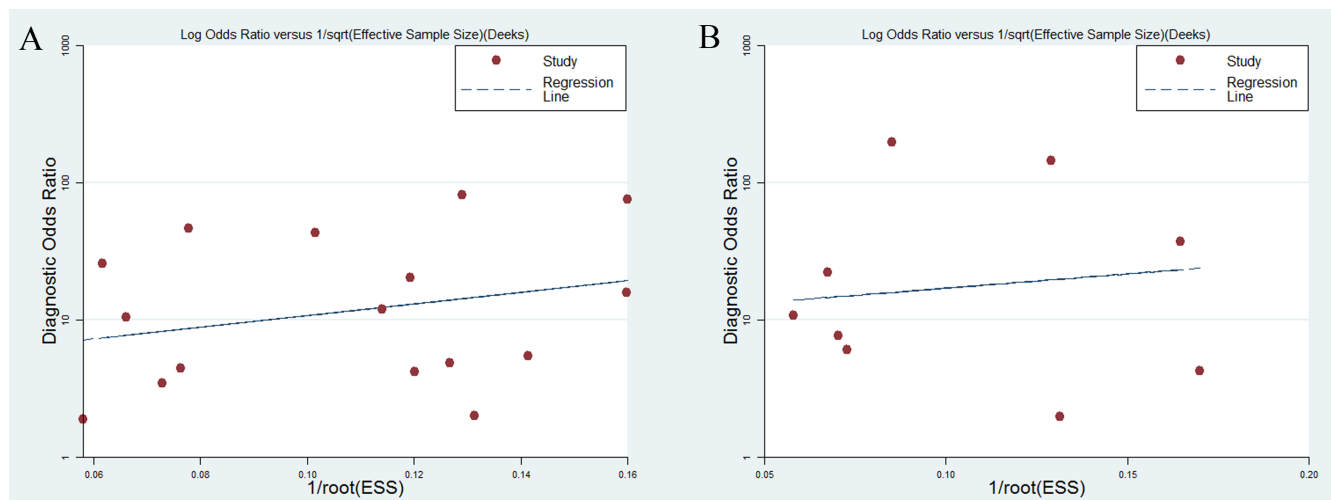 A
Log Odds Ratio versus 1/sqrt(Effective Sample Size)(Deeks)
Study
Regression
Line
Diagnostic Odds Ratio
1000
100
10
1
0.06 0.08 0.10 0.12 0.14 0.16
1/root(ESS)
B
Log Odds Ratio versus 1/sqrt(Effective Sample Size)(Deeks)
Study
Regression
Line
Diagnostic Odds Ratio
1000
100
10
1
0.05 0.10 0.15 0.20
1/root(ESS)